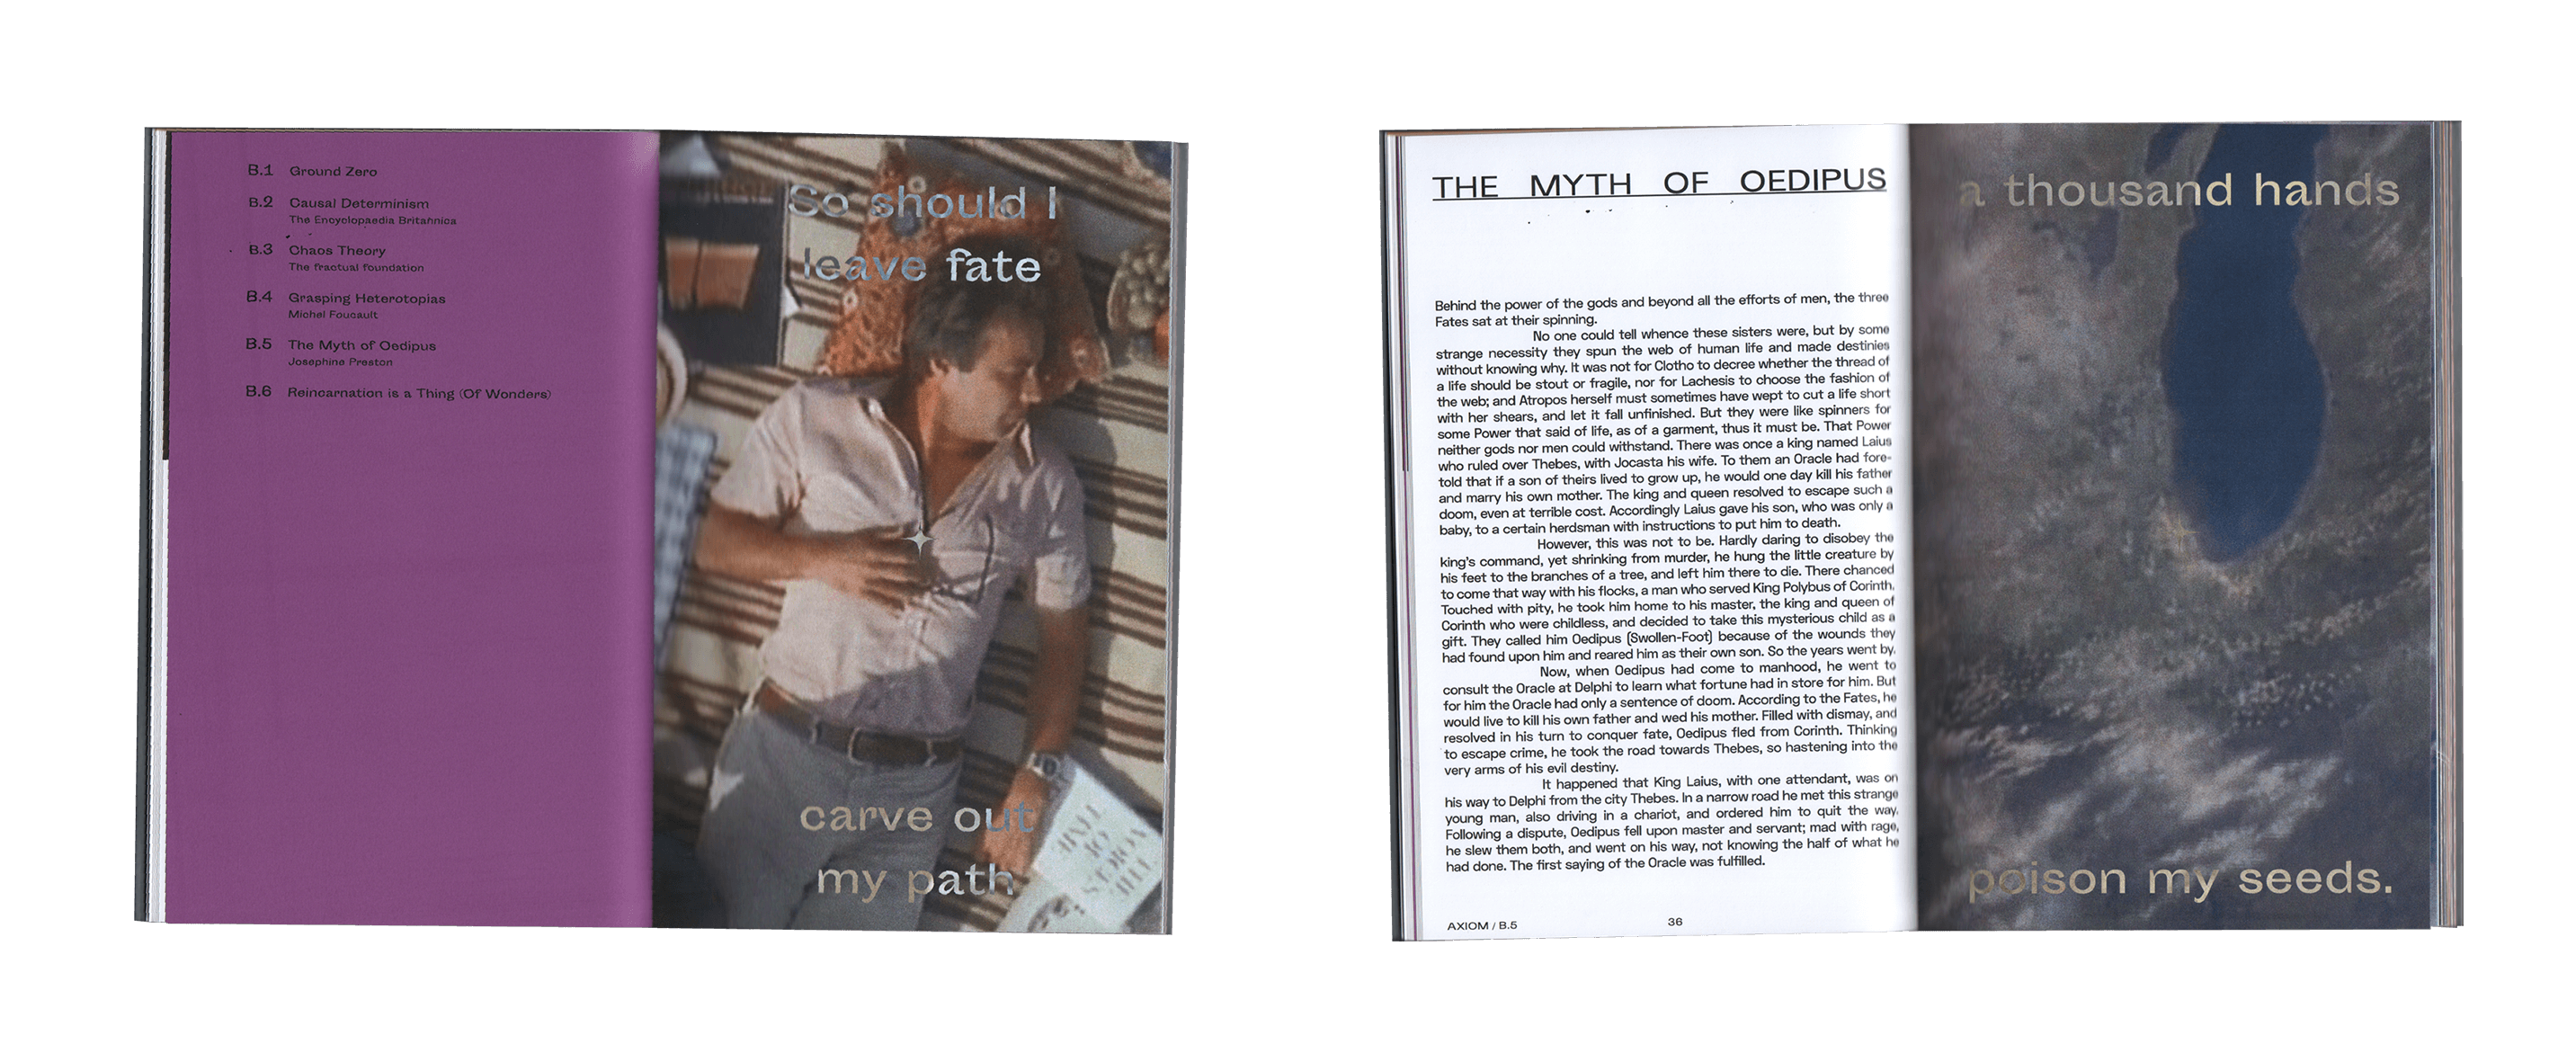 B.1 Ground Zero
B.2 Causal Determinism
The Encyclopaedia Britannica
B.3 Chaos Theory
The fractual foundation
B.4 Grasping Heterotopias
Michel Foucault
B.5 The Myth of Oedipus
Josephine Preston
B.6 Reincarnation is a Thing (Of Wonders)
So should I
leave fate
carve out
my path
THE MYTH OF OEDIPUS
Behind the power of the gods and beyond all the efforts of men, the three
Fates sat at their spinning.
No one could tell whence these sisters were, but by some
strange necessity they spun the web of human life and made destinies
without knowing why. It was not for Clotho to decree whether the thread of
a life should be stout or fragile, nor for Lachesis to choose the fashion of
the web; and Atropos herself must sometimes have wept to cut a life short
with her shears, and let it fall unfinished. But they were like spinners for
some Power that said of life, as of a garment, thus it must be. That Power
neither gods nor men could withstand. There was once a king named Laius
who ruled over Thebes, with Jocasta his wife. To them an Oracle had fore-
told that if a son of theirs lived to grow up, he would one day kill his father
and marry his own mother. The king and queen resolved to escape such a
doom, even at terrible cost. Accordingly Laius gave his son, who was only a
baby, to a certain herdsman with instructions to put him to death.
However, this was not to be. Hardly daring to disobey the
king's command, yet shrinking from murder, he hung the little creature by
his feet to the branches of a tree, and left him there to die. There chanced
to come that way with his flocks, a man who served King Polybus of Corinth.
Touched with pity, he took him home to his master, the king and queen of
Corinth who were childless, and decided to take this mysterious child as a
gift. They called him Oedipus (Swollen-Foot) because of the wounds they
had found upon him and reared him as their own son. So the years went by.
Now, when Oedipus had come to manhood, he went to
consult the Oracle at Delphi to learn what fortune had in store for him. But
for him the Oracle had only a sentence of doom. According to the Fates, he
would live to kill his own father and wed his mother. Filled with dismay, and
resolved in his turn to conquer fate, Oedipus fled from Corinth. Thinking
to escape crime, he took the road towards Thebes, so hastening into the
very arms of his evil destiny.
It happened that King Laius, with one attendant, was on
his way to Delphi from the city Thebes. In a narrow road he met this strange
young man, also driving in a chariot, and ordered him to quit the way.
Following a dispute, Oedipus fell upon master and servant; mad with rage,
he slew them both, and went on his way, not knowing the half of what he
had done. The first saying of the Oracle was fulfilled.
AXIOM / B.5 36
a thousand hands
poison my seeds.